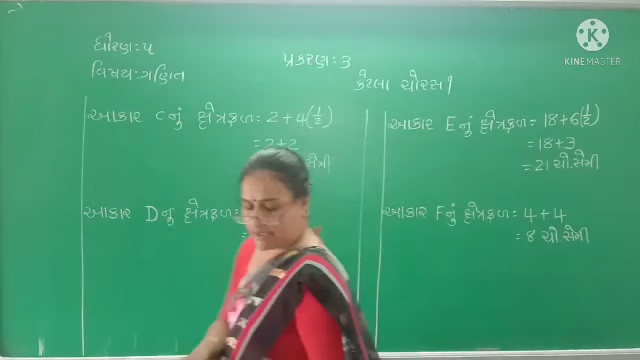 ધોરણ: ૫
વિષય: ગણિત
પ્રકરણ: ૩
કેટલા ચોરસ?
આકાર C નું ક્ષેત્રફળ: 2 + 4(1/2)
= 2 + 2
ચો.સેમી
આકાર D નું ક્ષેત્રફળ:
=
આકાર E નું ક્ષેત્રફળ = 18 + 6(1/2)
= 18 + 3
= 21 ચો.સેમી
આકાર F નું ક્ષેત્રફળ: 4 + 4
= 8 ચો.સેમી
K
KINEMASTER